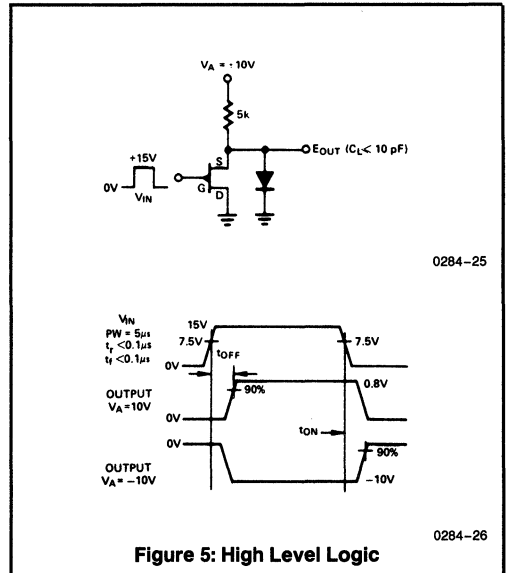 VA = ±10V
5k
EOUT (CL < 10 pF)
+15V
0V
VIN
S
G
D
0284-25
VIN
PW = 5μs
tr <0.1μs
tf <0.1μs
15V
7.5V
0V
7.5V
tOFF
OUTPUT
VA = 10V
0V
90%
0.8V
tON
OUTPUT
VA = -10V
0V
90%
-10V
0284-26
Figure 5: High Level Logic